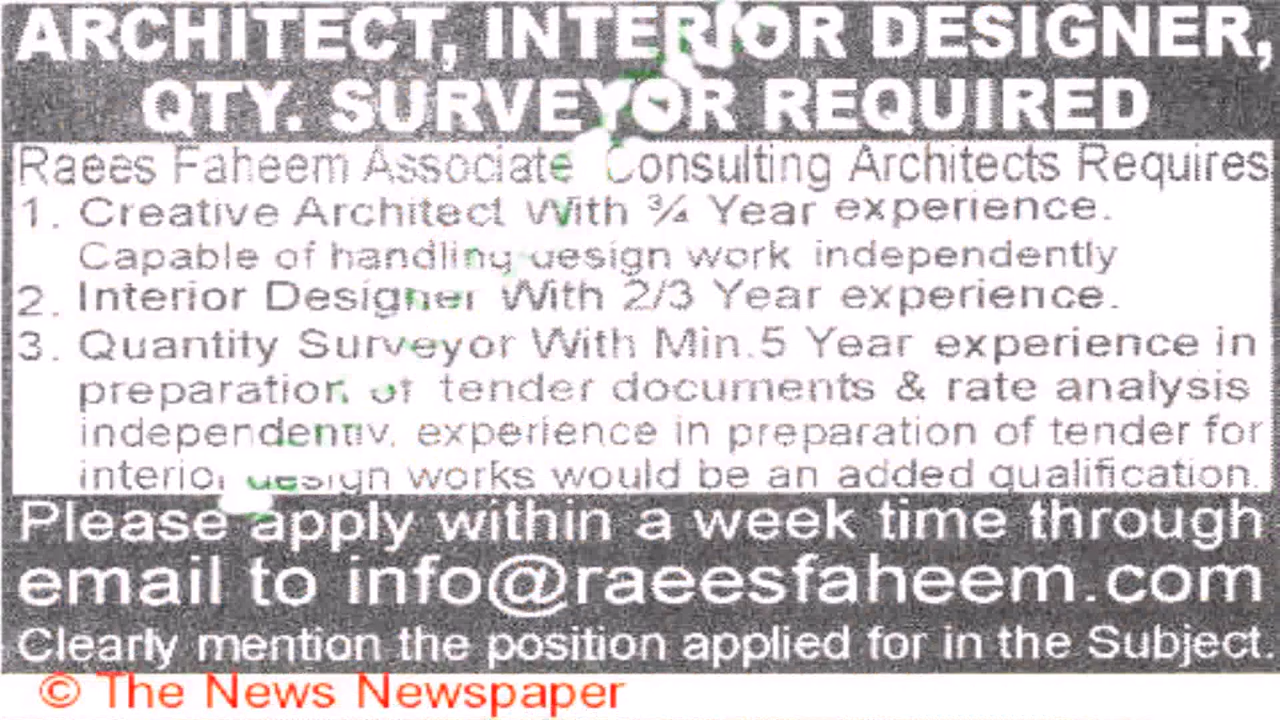 ARCHITECT, INTERIOR DESIGNER,
QTY. SURVEYOR REQUIRED
Raees Faheem Associate Consulting Architects Requires
1. Creative Architect With ¾ Year experience.
Capable of handling design work independently
2. Interior Designer With 2/3 Year experience.
3. Quantity Surveyor With Min.5 Year experience in
preparation of tender documents & rate analysis
independently, experience in preparation of tender for
interior design works would be an added qualification.
Please apply within a week time through
email to info@raeesfaheem.com
Clearly mention the position applied for in the Subject.
© The News Newspaper